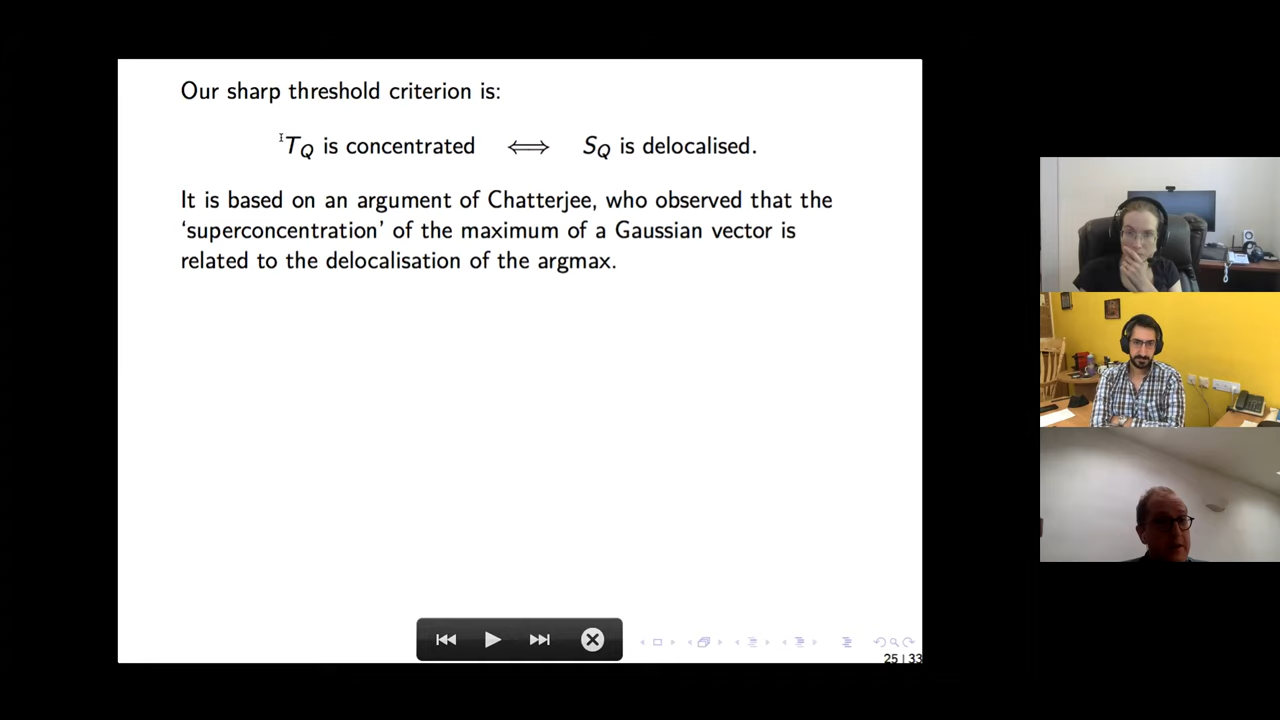 Our sharp threshold criterion is:
T_Q is concentrated ⟺ S_Q is delocalised.
It is based on an argument of Chatterjee, who observed that the
‘superconcentration’ of the maximum of a Gaussian vector is
related to the delocalisation of the argmax.
25 | 33